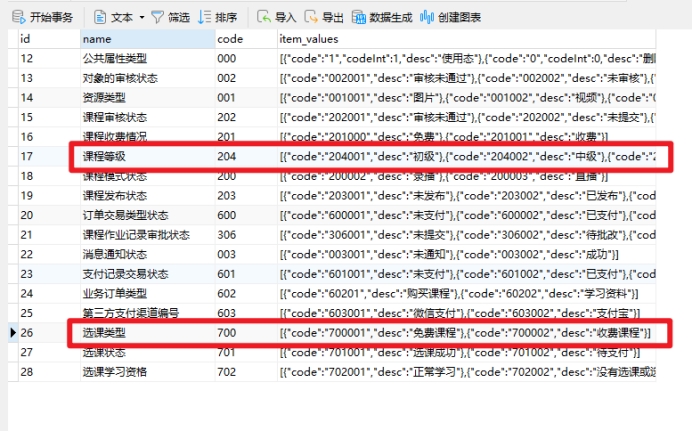 开始事务 文本 筛选 排序 导入 导出 数据生成 创建图表
id name code item_values
12 公共属性类型 000 [{"code":"1","codeInt":1,"desc":"使用态"},{"code":"0","codeInt":0,"desc":"删
13 对象的审核状态 002 [{"code":"002001","desc":"审核未通过"},{"code":"002002","desc":"未审核"},{"c
14 资源类型 001 [{"code":"001001","desc":"图片"},{"code":"001002","desc":"视频"},{"code":"0
15 课程审核状态 202 [{"code":"202001","desc":"审核未通过"},{"code":"202002","desc":"未提交"},{
16 课程收费情况 201 [{"code":"201000","desc":"免费"},{"code":"201001","desc":"收费"}]
17 课程等级 204 [{"code":"204001","desc":"初级"},{"code":"204002","desc":"中级"},{"code":"2
18 课程模式状态 200 [{"code":"200002","desc":"录播"},{"code":"200003","desc":"直播"}]
19 课程发布状态 203 [{"code":"203001","desc":"未发布"},{"code":"203002","desc":"已发布"},{"cod
20 订单交易类型状态 600 [{"code":"600001","desc":"未支付"},{"code":"600002","desc":"已支付"},{"cod
21 课程作业记录审批状态 306 [{"code":"306001","desc":"未提交"},{"code":"306002","desc":"待批改"},{"cod
22 消息通知状态 003 [{"code":"003001","desc":"未通知"},{"code":"003002","desc":"成功"}]
23 支付记录交易状态 601 [{"code":"601001","desc":"未支付"},{"code":"601002","desc":"已支付"},{"cod
24 业务订单类型 602 [{"code":"60201","desc":"购买课程"},{"code":"60202","desc":"学习资料"}]
25 第三方支付渠道编号 603 [{"code":"603001","desc":"微信支付"},{"code":"603002","desc":"支付宝"}]
26 选课类型 700 [{"code":"700001","desc":"免费课程"},{"code":"700002","desc":"收费课程"}]
27 选课状态 701 [{"code":"701001","desc":"选课成功"},{"code":"701002","desc":"待支付"}]
28 选课学习资格 702 [{"code":"702001","desc":"正常学习"},{"code":"702002","desc":"没有选课或